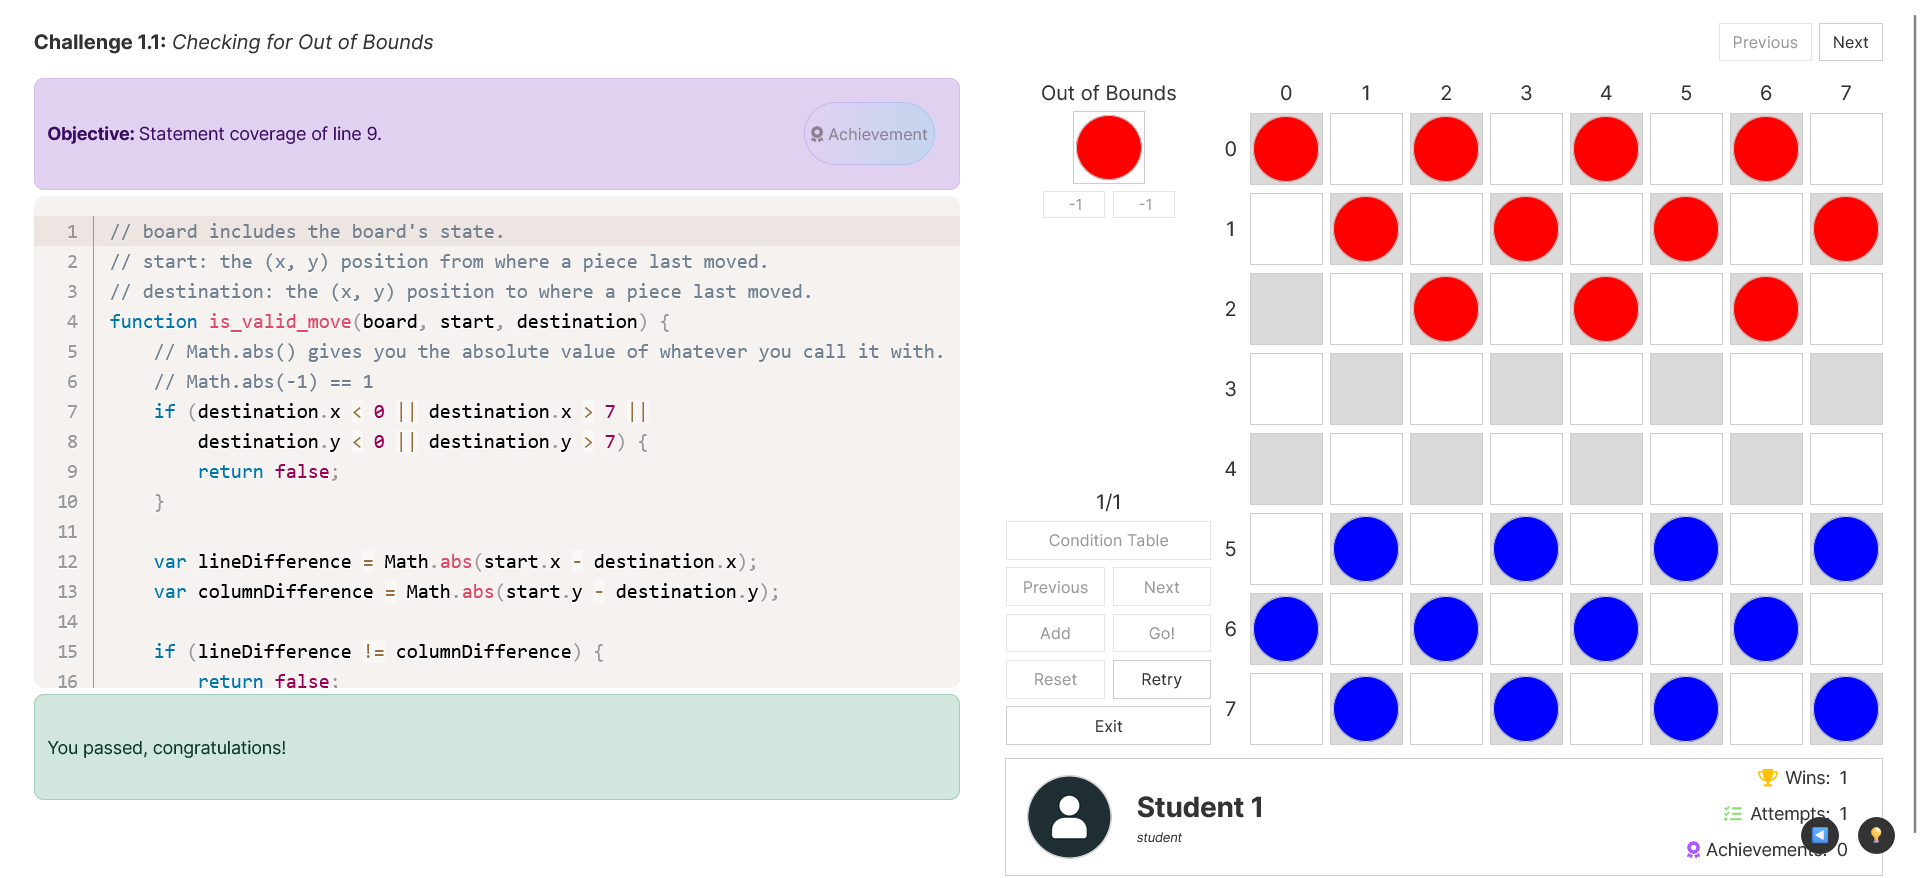 Challenge 1.1: Checking for Out of Bounds
Previous
Next
Objective: Statement coverage of line 9.
Achievement
1 // board includes the board's state.
2 // start: the (x, y) position from where a piece last moved.
3 // destination: the (x, y) position to where a piece last moved.
4 function is_valid_move(board, start, destination) {
5 // Math.abs() gives you the absolute value of whatever you call it with.
6 // Math.abs(-1) == 1
7 if (destination.x < 0 || destination.x > 7 ||
8 destination.y < 0 || destination.y > 7) {
9 return false;
10 }
11
12 var lineDifference = Math.abs(start.x - destination.x);
13 var columnDifference = Math.abs(start.y - destination.y);
14
15 if (lineDifference != columnDifference) {
16 return false;
You passed, congratulations!
Out of Bounds
-1 -1
0 1 2 3 4 5 6 7
0
1
2
3
4
5
6
7
1/1
Condition Table
Previous Next
Add Go!
Reset Retry
Exit
Student 1
student
Wins: 1
Attempts: 1
Achievements: 0